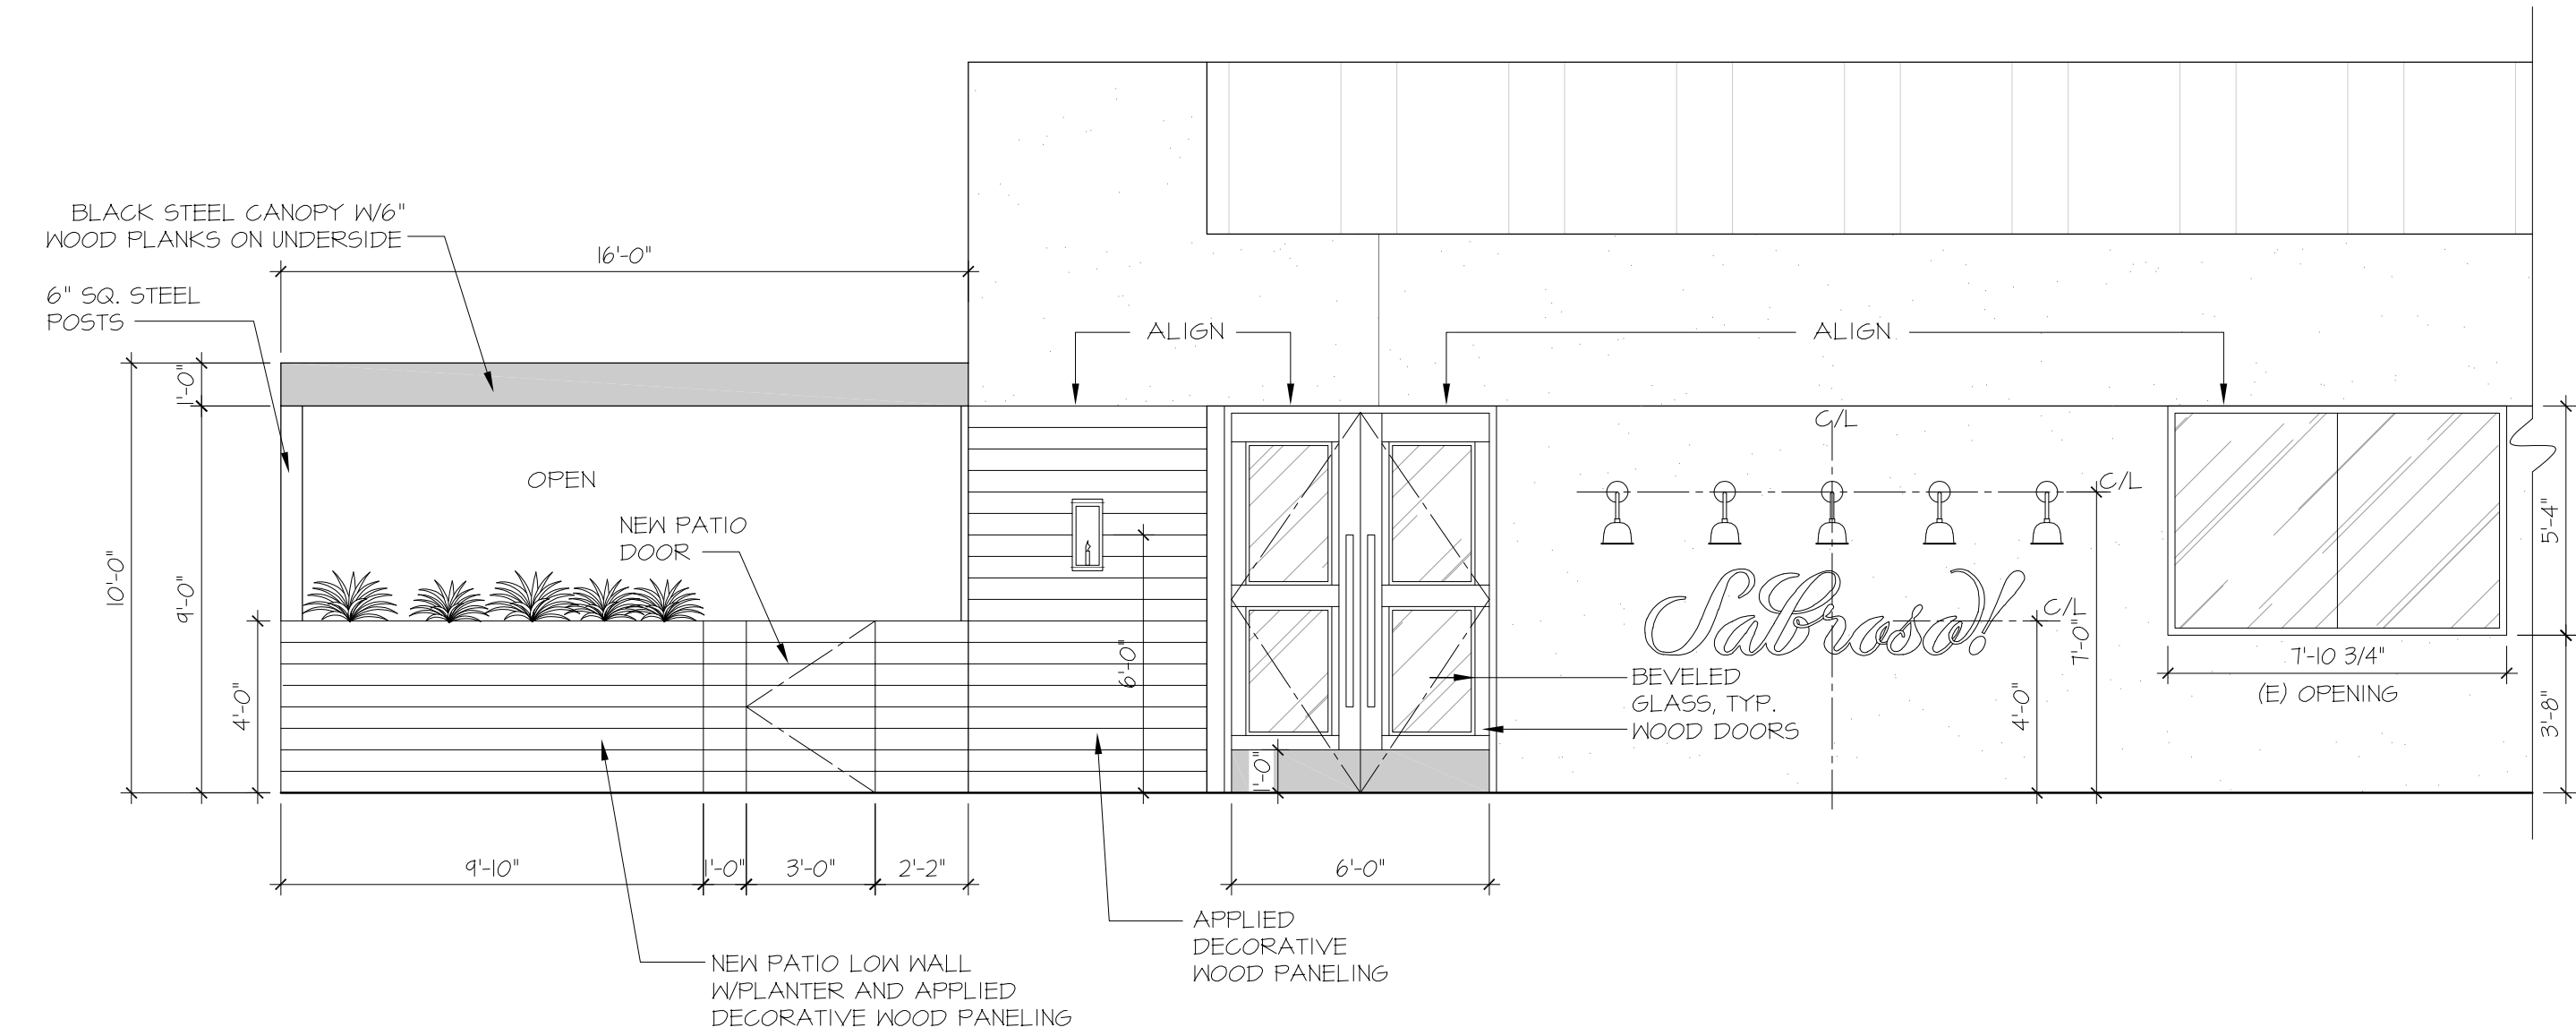 BLACK STEEL CANOPY W/6"
WOOD PLANKS ON UNDERSIDE
16'-0"
6" SQ. STEEL
POSTS
ALIGN
ALIGN
1'-0"
C/L
OPEN
C/L
NEW PATIO
DOOR
5'-4"
10'-0"
9'-0"
Sabroso!
C/L
7'-0"
6'-0"
7'-10 3/4"
BEVELED
GLASS, TYP.
WOOD DOORS
(E) OPENING
4'-0"
4'-0"
3'-8"
1'-0"
9'-10"
1'-0"
3'-0"
2'-2"
6'-0"
APPLIED
DECORATIVE
WOOD PANELING
NEW PATIO LOW WALL
W/PLANTER AND APPLIED
DECORATIVE WOOD PANELING